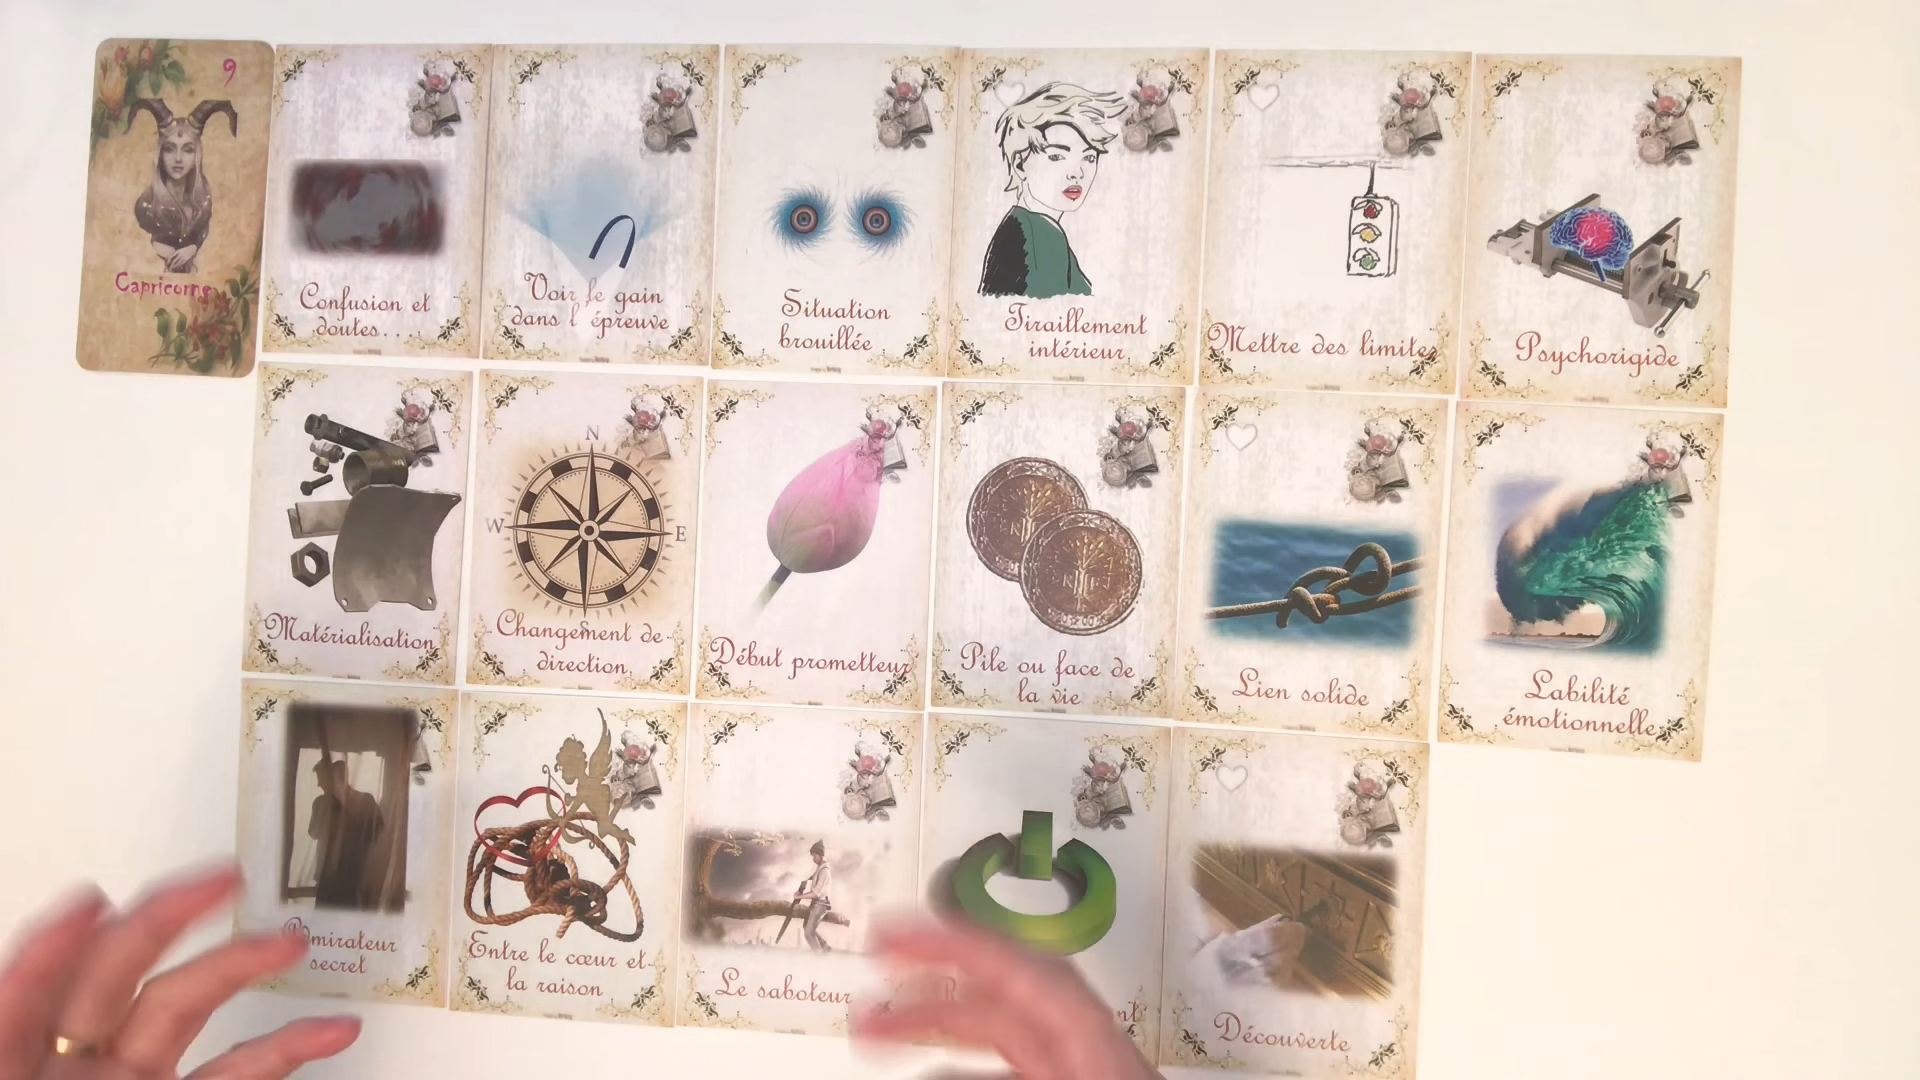 9
Capricorne
Confusion et
doutes...
Voir le gain
dans l'épreuve
Situation
brouillée
Tiraillement
intérieur
Mettre des limites
Psychorigide
Matérialisation
N
W
E
S
Changement de
direction
Début prometteur
Pile ou face de
la vie
Lien solide
Labilité
émotionnelle
Admirateur
secret
Entre le cœur et
la raison
Le saboteur
Découverte